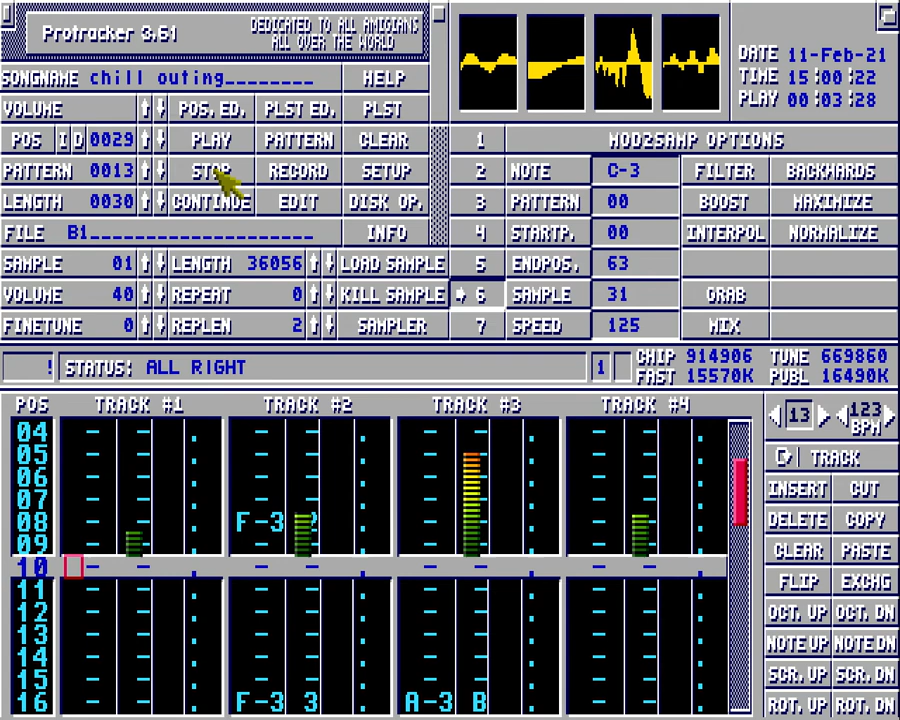 Protracker 3.61
DEDICATED TO ALL AMIGIANS
ALL OVER THE WORLD
DATE 11-Feb-21
TIME 15:00:22
PLAY 00:03:28
SONGNAME chill outing_______ HELP
VOLUME POS. ED. PLST ED. PLST
POS I D 0029 PLAY PATTERN CLEAR
PATTERN 0013 STOP RECORD SETUP
LENGTH 0030 CONTINUE EDIT DISK OP.
FILE B1__________________ INFO
SAMPLE 01 LENGTH 36056 LOAD SAMPLE
VOLUME 40 REPEAT 0 KILL SAMPLE
FINETUNE 0 REPLEN 2 SAMPLER
1 MOD2SAMP OPTIONS
2 NOTE C-3 FILTER BACKWARDS
3 PATTERN 00 BOOST MAXIMIZE
4 STARTP. 00 INTERPOL NORMALIZE
5 ENDPOS. 63
6 SAMPLE 31 GRAB
7 SPEED 125 MIX
! STATUS: ALL RIGHT 1
CHIP 914906 TUNE 669860
FAST 15570K PUBL 16490K
POS TRACK #1 TRACK #2 TRACK #3 TRACK #4
04 - - . - - . - - . - - .
05 - - . - - . - - . - - .
06 - - . - - . - - . - - .
07 - - . - - . - - . - - .
08 - - . F-3 . - - . - - .
09 - - . - - . - - . - - .
10 - - . - - . - - . - - .
11 - - . - - . - - . - - .
12 - - . - - . - - . - - .
13 - - . - - . - - . - - .
14 - - . - - . - - . - - .
15 - - . - - . - - . - - .
16 - - . F-3 3 . A-3 B . - - .
13 123 BPM
TRACK
INSERT CUT
DELETE COPY
CLEAR PASTE
FLIP EXCHG
OCT. UP OCT. DN
NOTE UP NOTE DN
SCR. UP SCR. DN
ROT. UP ROT. DN